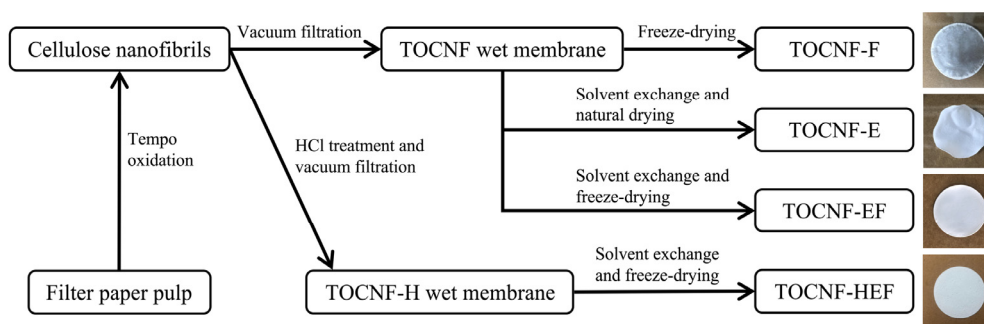 Vacuum filtration
Freeze-drying
Cellulose nanofibrils
TOCNF wet membrane
TOCNF-F
Solvent exchange and
natural drying
TOCNF-E
Tempo
oxidation
HCl treatment and
vacuum filtration
Solvent exchange and
freeze-drying
TOCNF-EF
Solvent exchange
and freeze-drying
Filter paper pulp
TOCNF-H wet membrane
TOCNF-HEF